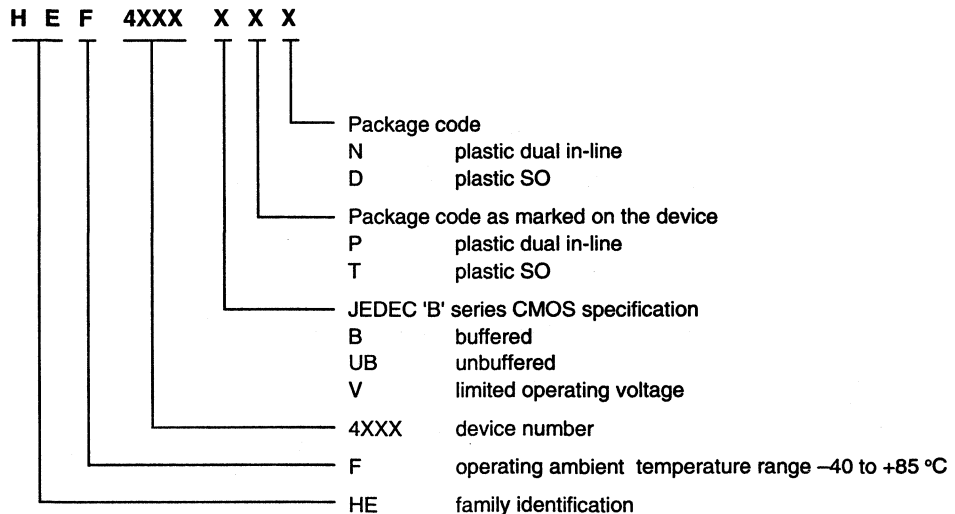 H E F 4XXX X X X
Package code
N plastic dual in-line
D plastic SO
Package code as marked on the device
P plastic dual in-line
T plastic SO
JEDEC 'B' series CMOS specification
B buffered
UB unbuffered
V limited operating voltage
4XXX device number
F operating ambient temperature range –40 to +85 °C
HE family identification